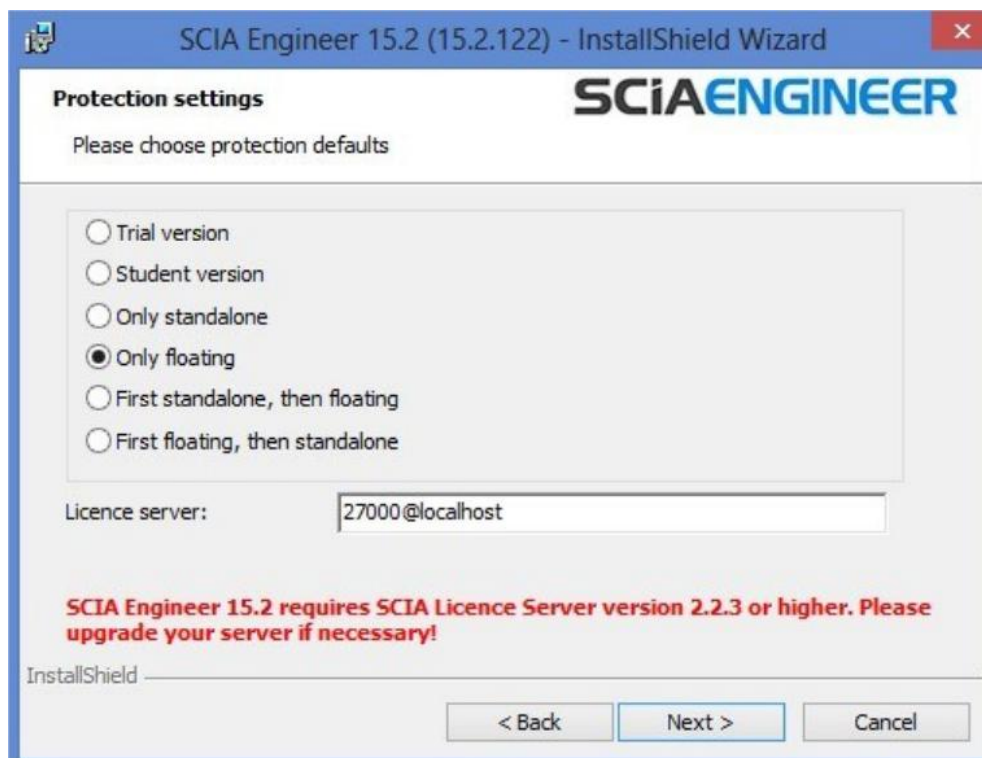 SCIA Engineer 15.2 (15.2.122) - InstallShield Wizard
Protection settings
SCiAENGINEER
Please choose protection defaults
Trial version
Student version
Only standalone
Only floating
First standalone, then floating
First floating, then standalone
Licence server:
27000@localhost
SCIA Engineer 15.2 requires SCIA Licence Server version 2.2.3 or higher. Please
upgrade your server if necessary!
InstallShield
< Back
Next >
Cancel